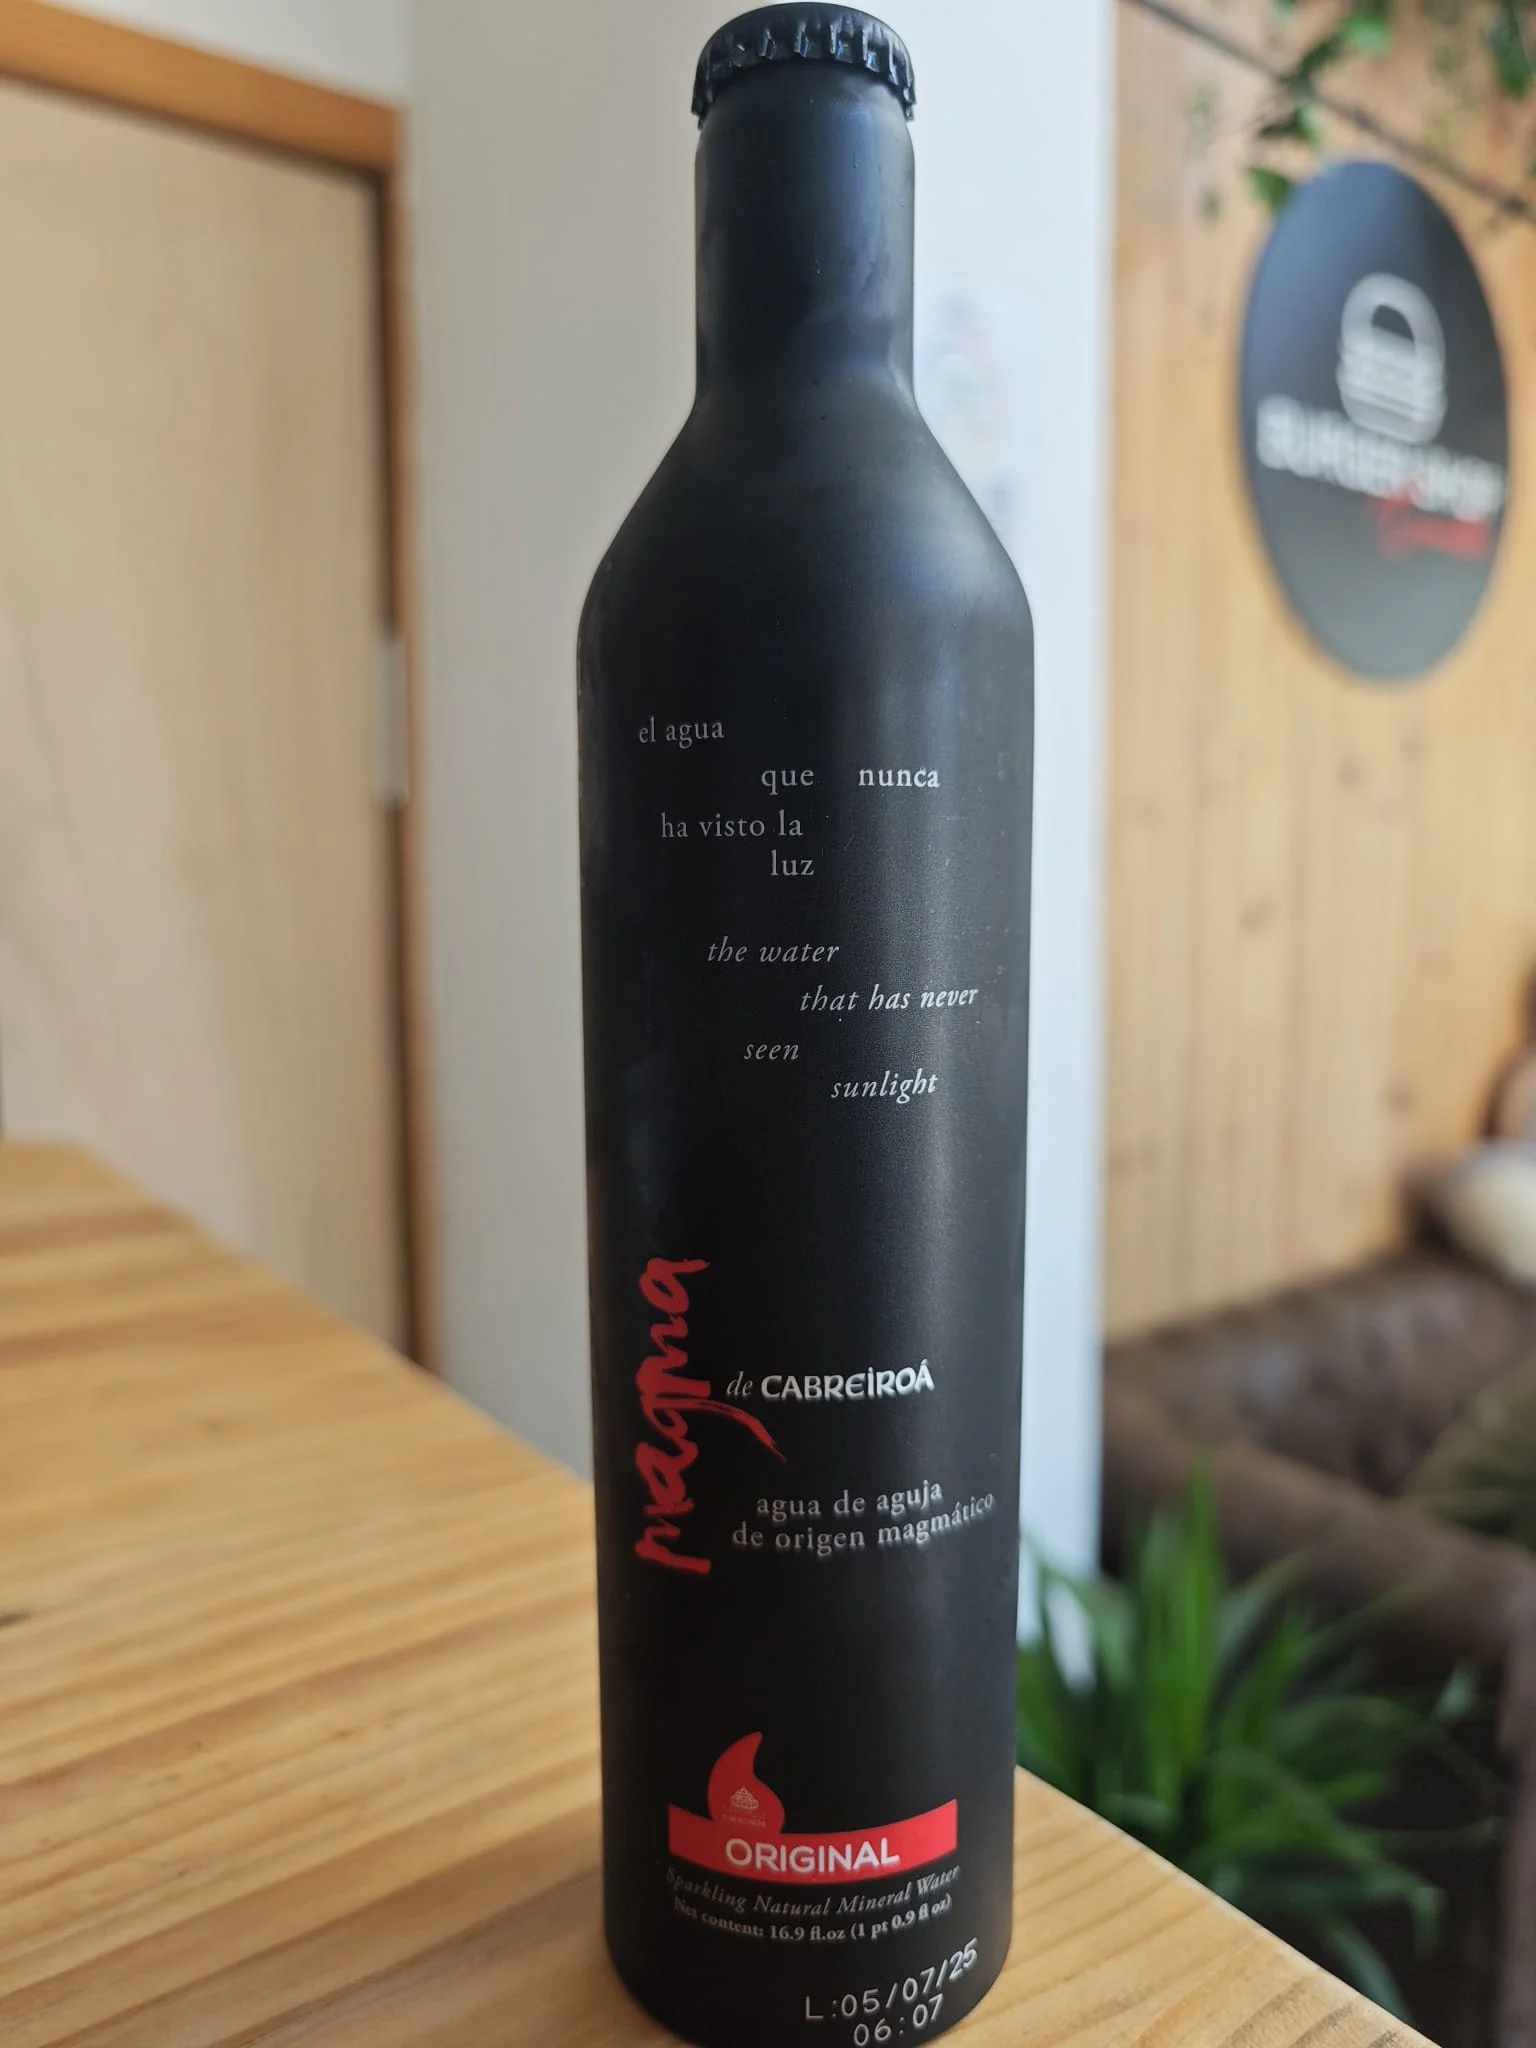 el agua
que nunca
ha visto la
luz
the water
that has never
seen
sunlight
magma
de CABREIROÁ
agua de aguja
de origen magmático
ORIGINAL
Sparkling Natural Mineral Water
Net content: 16.9 fl.oz (1 pt 0.9 fl oz)
L:05/07/25
06:07